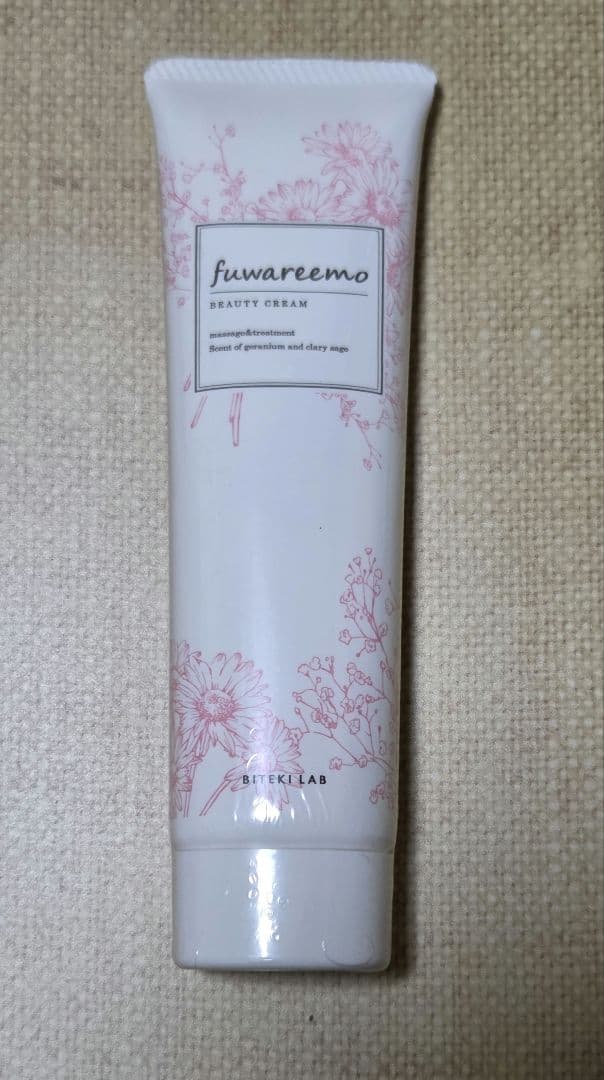 fuwareemo
BEAUTY CREAM
massage&treatment
Scent of geranium and clary sage
BITEKI LAB